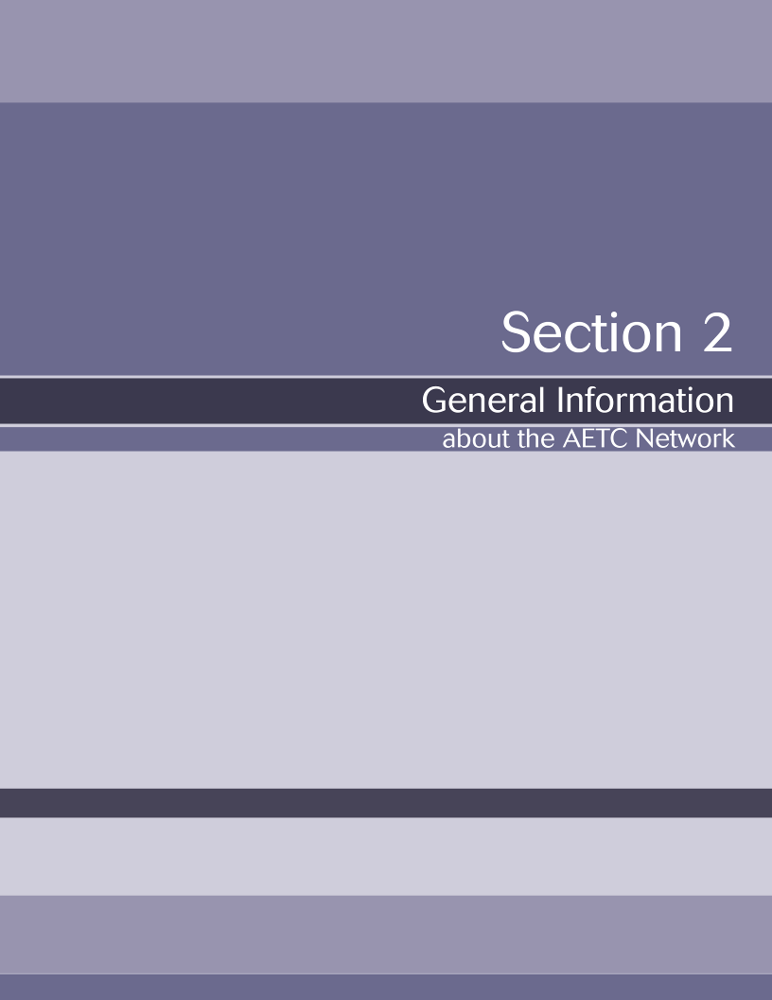 Section 2
General Information
about the AETC Network